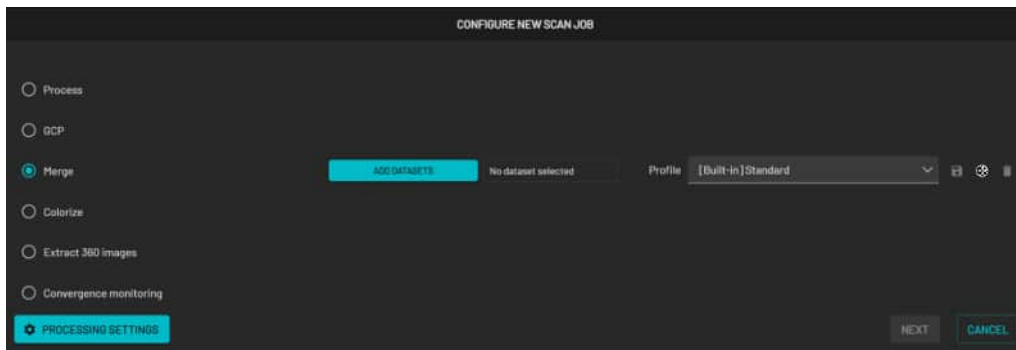 CONFIGURE NEW SCAN JOB
Process
GCP
Merge
ADD DATASETS
No dataset selected
Profile
[Built-in] Standard
Colorize
Extract 360 images
Convergence monitoring
PROCESSING SETTINGS
NEXT
CANCEL